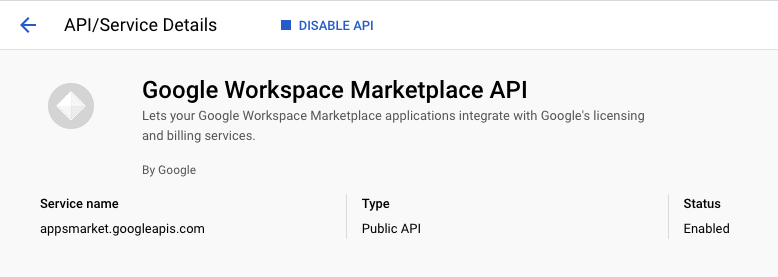 API/Service Details
DISABLE API
Google Workspace Marketplace API
Lets your Google Workspace Marketplace applications integrate with Google's licensing
and billing services.
By Google
Service name
appsmarket.googleapis.com
Type
Public API
Status
Enabled